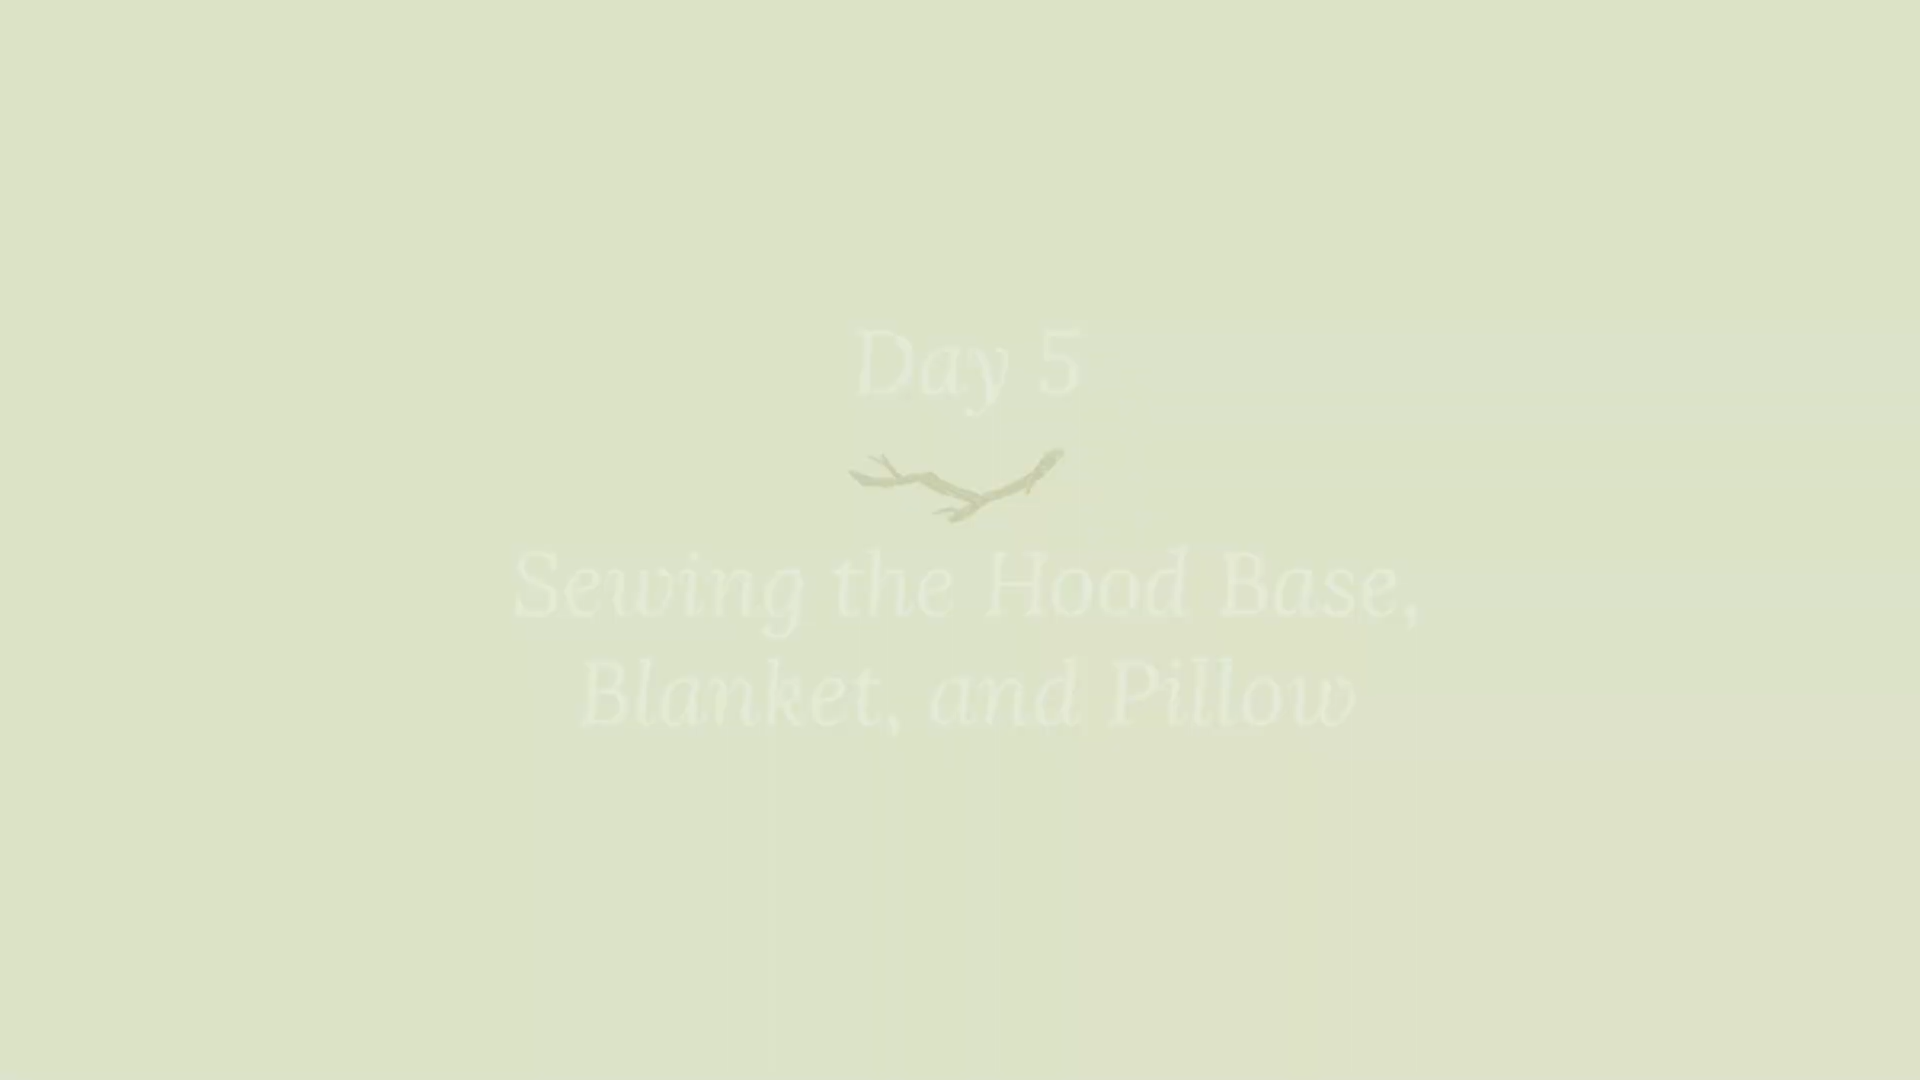 Day 5
Sewing the Hood Base,
Blanket, and Pillow